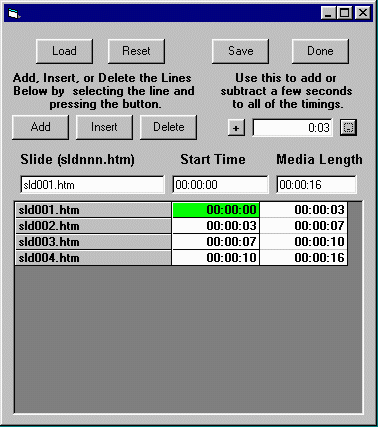 Load Reset Save Done
Add, Insert, or Delete the Lines
Below by selecting the line and
pressing the button.
Use this to add or
subtract a few seconds
to all of the timings.
Add Insert Delete + 0:03 -
Slide (sldnnn.htm) Start Time Media Length
sld001.htm 00:00:00 00:00:16
sld001.htm 00:00:00 00:00:03
sld002.htm 00:00:03 00:00:07
sld003.htm 00:00:07 00:00:10
sld004.htm 00:00:10 00:00:16